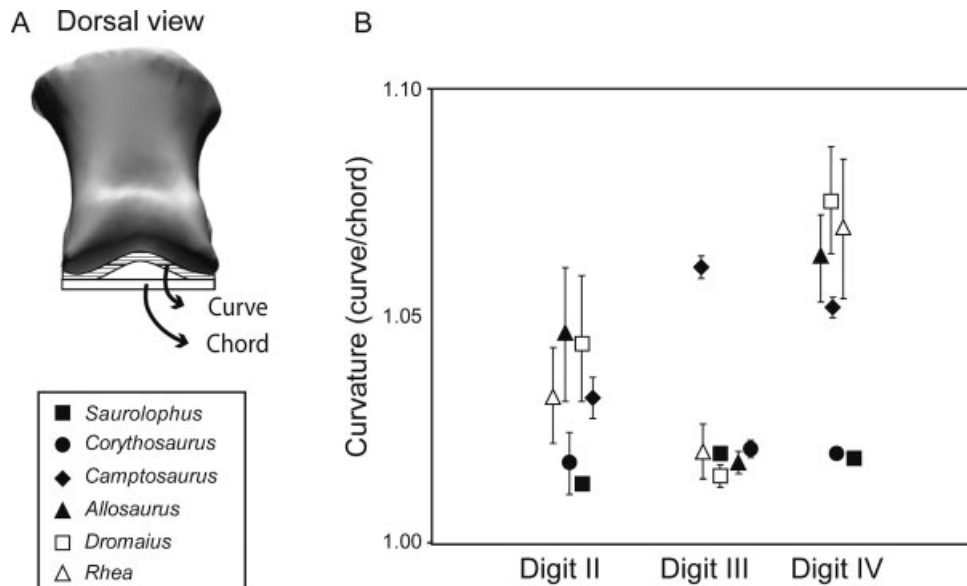 A Dorsal view
Curve
Chord
Saurolophus
Corythosaurus
Camptosaurus
Allosaurus
Dromaius
Rhea
B
Curvature (curve/chord)
1.10
1.05
1.00
Digit II Digit III Digit IV